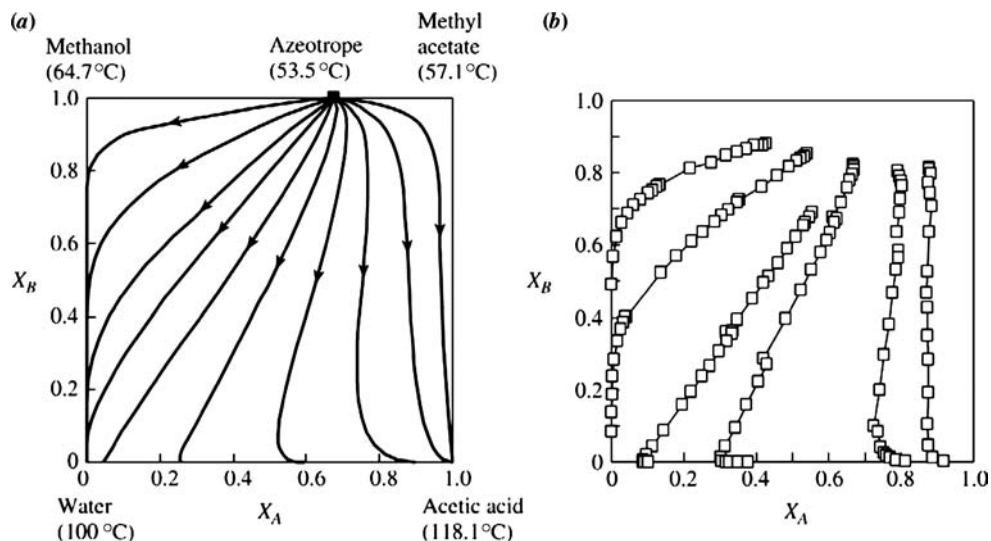 (a)
Methanol
(64.7°C)
Azeotrope
(53.5°C)
Methyl
acetate
(57.1°C)
1.0
0.8
0.6
X_B
0.4
0.2
0
0 0.2 0.4 0.6 0.8 1.0
Water
(100°C)
X_A
Acetic acid
(118.1°C)
(b)
1.0
0.8
0.6
X_B
0.4
0.2
0
0 0.2 0.4 0.6 0.8 1.0
X_A